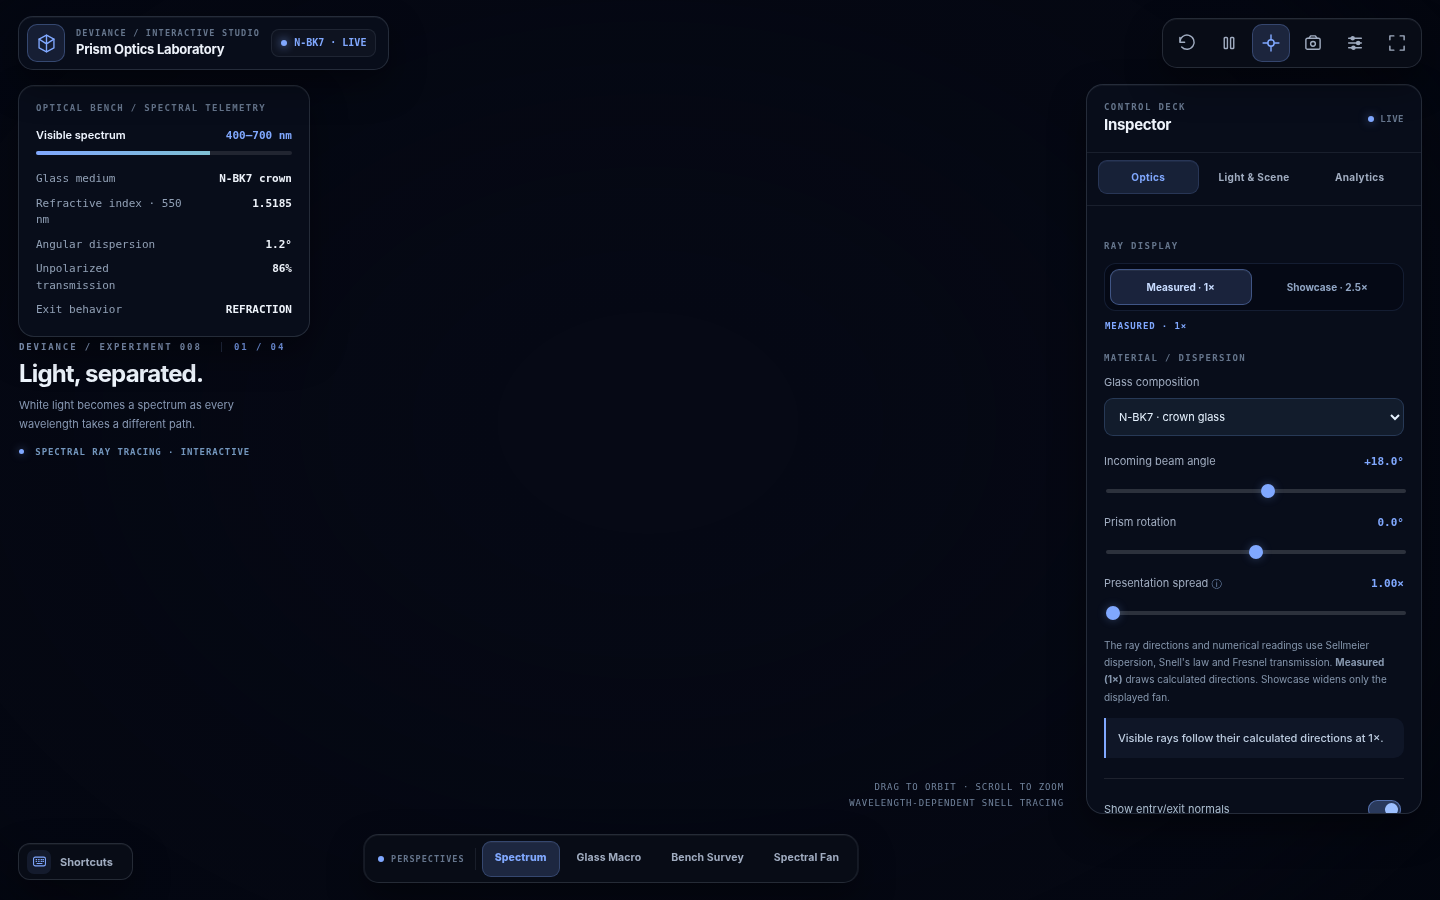 DEVIANCE / INTERACTIVE STUDIO
Prism Optics Laboratory
N-BK7 · LIVE
OPTICAL BENCH / SPECTRAL TELEMETRY
Visible spectrum 400–700 nm
Glass medium N-BK7 crown
Refractive index · 550 nm 1.5185
Angular dispersion 1.2°
Unpolarized transmission 86%
Exit behavior REFRACTION
DEVIANCE / EXPERIMENT 008 | 01 / 04
Light, separated.
White light becomes a spectrum as every
wavelength takes a different path.
SPECTRAL RAY TRACING · INTERACTIVE
CONTROL DECK
Inspector
LIVE
Optics Light & Scene Analytics
RAY DISPLAY
Measured · 1× Showcase · 2.5×
MEASURED · 1×
MATERIAL / DISPERSION
Glass composition
N-BK7 · crown glass
Incoming beam angle +18.0°
Prism rotation 0.0°
Presentation spread ⓘ 1.00×
The ray directions and numerical readings use Sellmeier
dispersion, Snell's law and Fresnel transmission. Measured
(1×) draws calculated directions. Showcase widens only the
displayed fan.
Visible rays follow their calculated directions at 1×.
Show entry/exit normals
DRAG TO ORBIT · SCROLL TO ZOOM
WAVELENGTH-DEPENDENT SNELL TRACING
Shortcuts
PERSPECTIVES Spectrum Glass Macro Bench Survey Spectral Fan